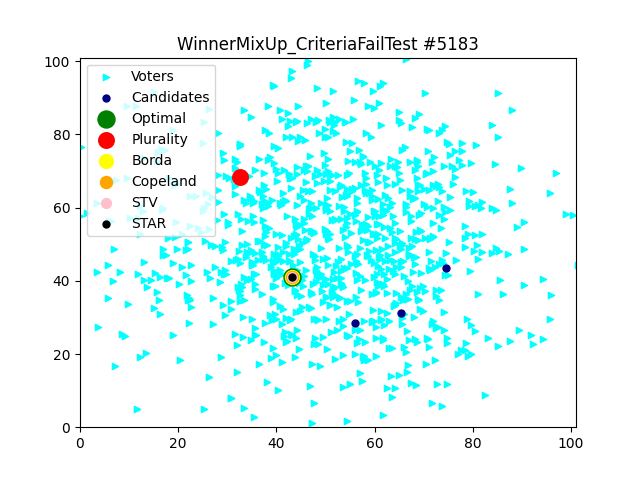 WinnerMixUp_CriteriaFailTest #5183
100
80
60
40
20
0
0 20 40 60 80 100
Voters
Candidates
Optimal
Plurality
Borda
Copeland
STV
STAR